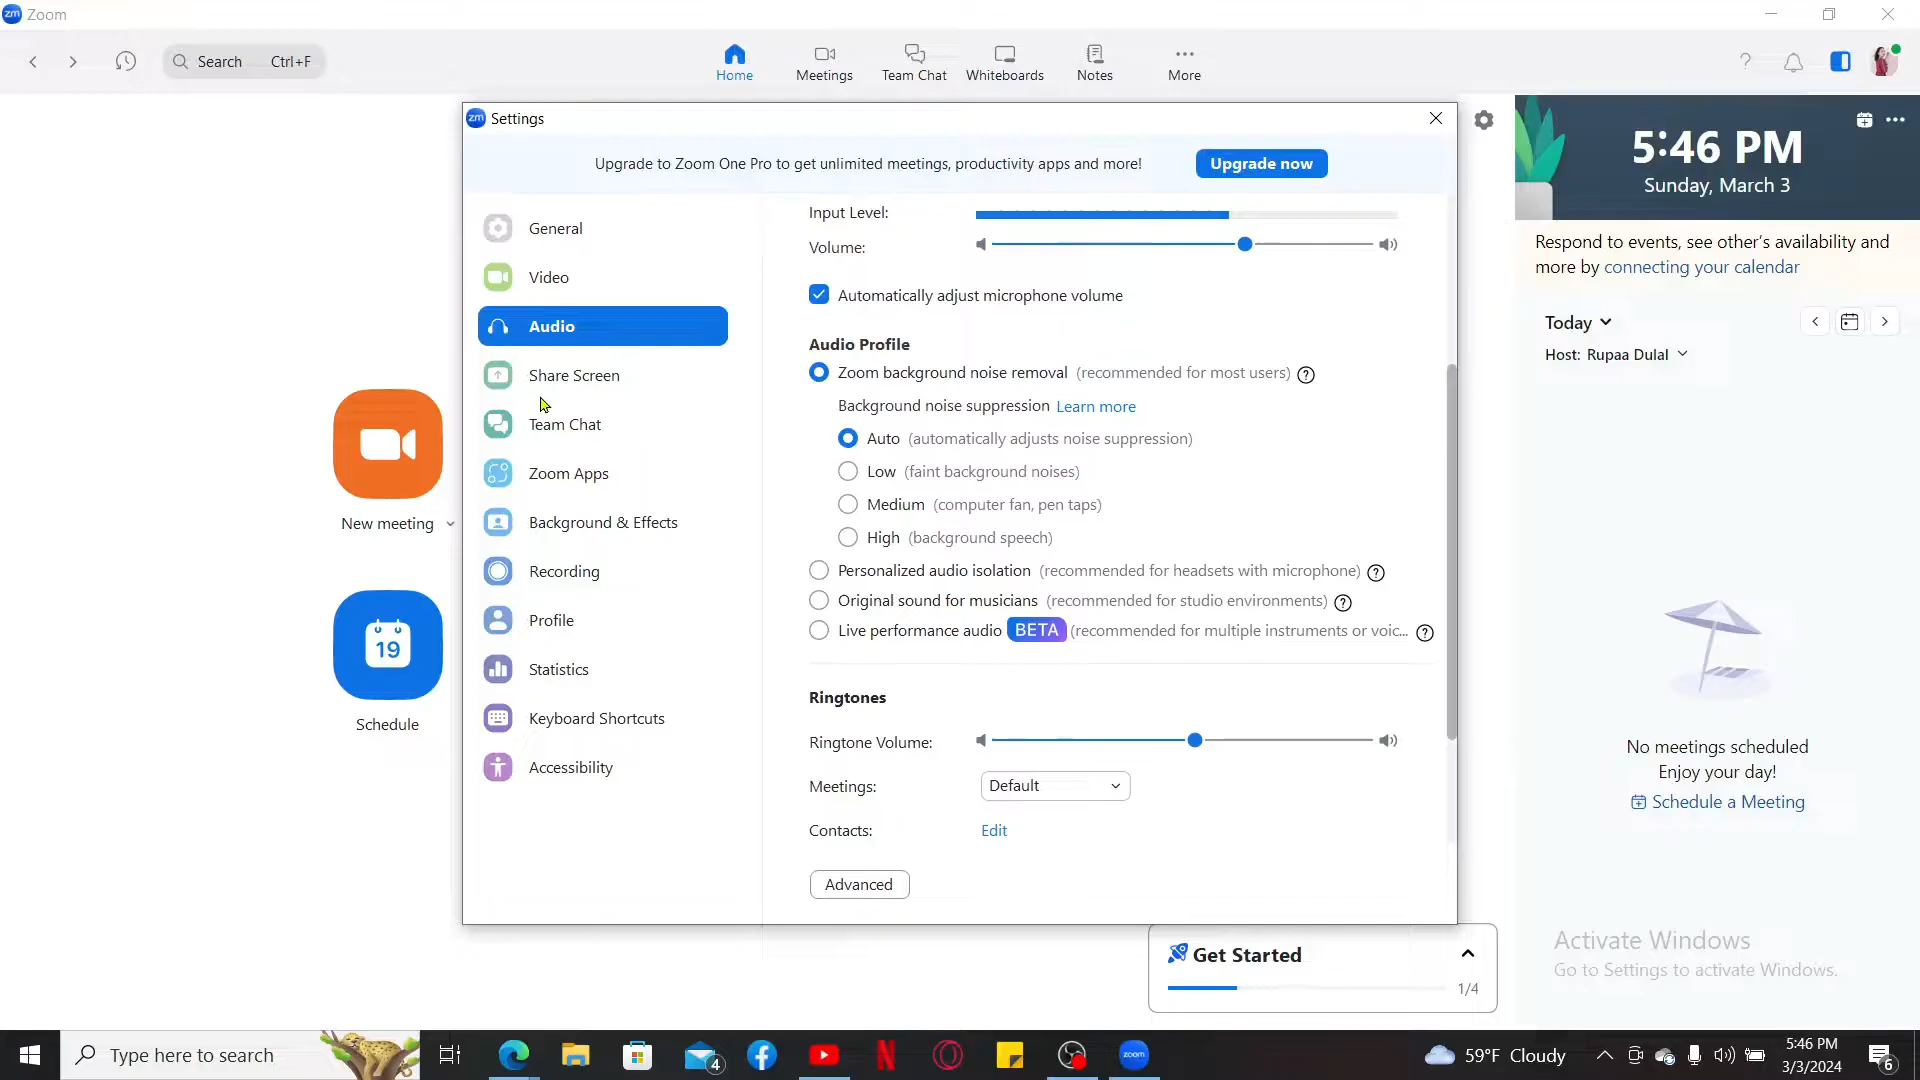 zm Zoom
Search Ctrl+F
Home
Meetings
Team Chat
Whiteboards
Notes
More
zm Settings
Upgrade to Zoom One Pro to get unlimited meetings, productivity apps and more! Upgrade now
General
Video
Audio
Share Screen
Team Chat
Zoom Apps
Background & Effects
Recording
Profile
Statistics
Keyboard Shortcuts
Accessibility
Input Level:
Volume:
Automatically adjust microphone volume
Audio Profile
Zoom background noise removal (recommended for most users)
Background noise suppression Learn more
Auto (automatically adjusts noise suppression)
Low (faint background noises)
Medium (computer fan, pen taps)
High (background speech)
Personalized audio isolation (recommended for headsets with microphone)
Original sound for musicians (recommended for studio environments)
Live performance audio BETA (recommended for multiple instruments or voic...
Ringtones
Ringtone Volume:
Meetings: Default
Contacts: Edit
Advanced
New meeting
19
Schedule
5:46 PM
Sunday, March 3
Respond to events, see other's availability and
more by connecting your calendar
Today
Host: Rupaa Dulal
No meetings scheduled
Enjoy your day!
Schedule a Meeting
Get Started
1/4
Activate Windows
Go to Settings to activate Windows.
Type here to search
4
zoom
59°F Cloudy
5:46 PM
3/3/2024
6